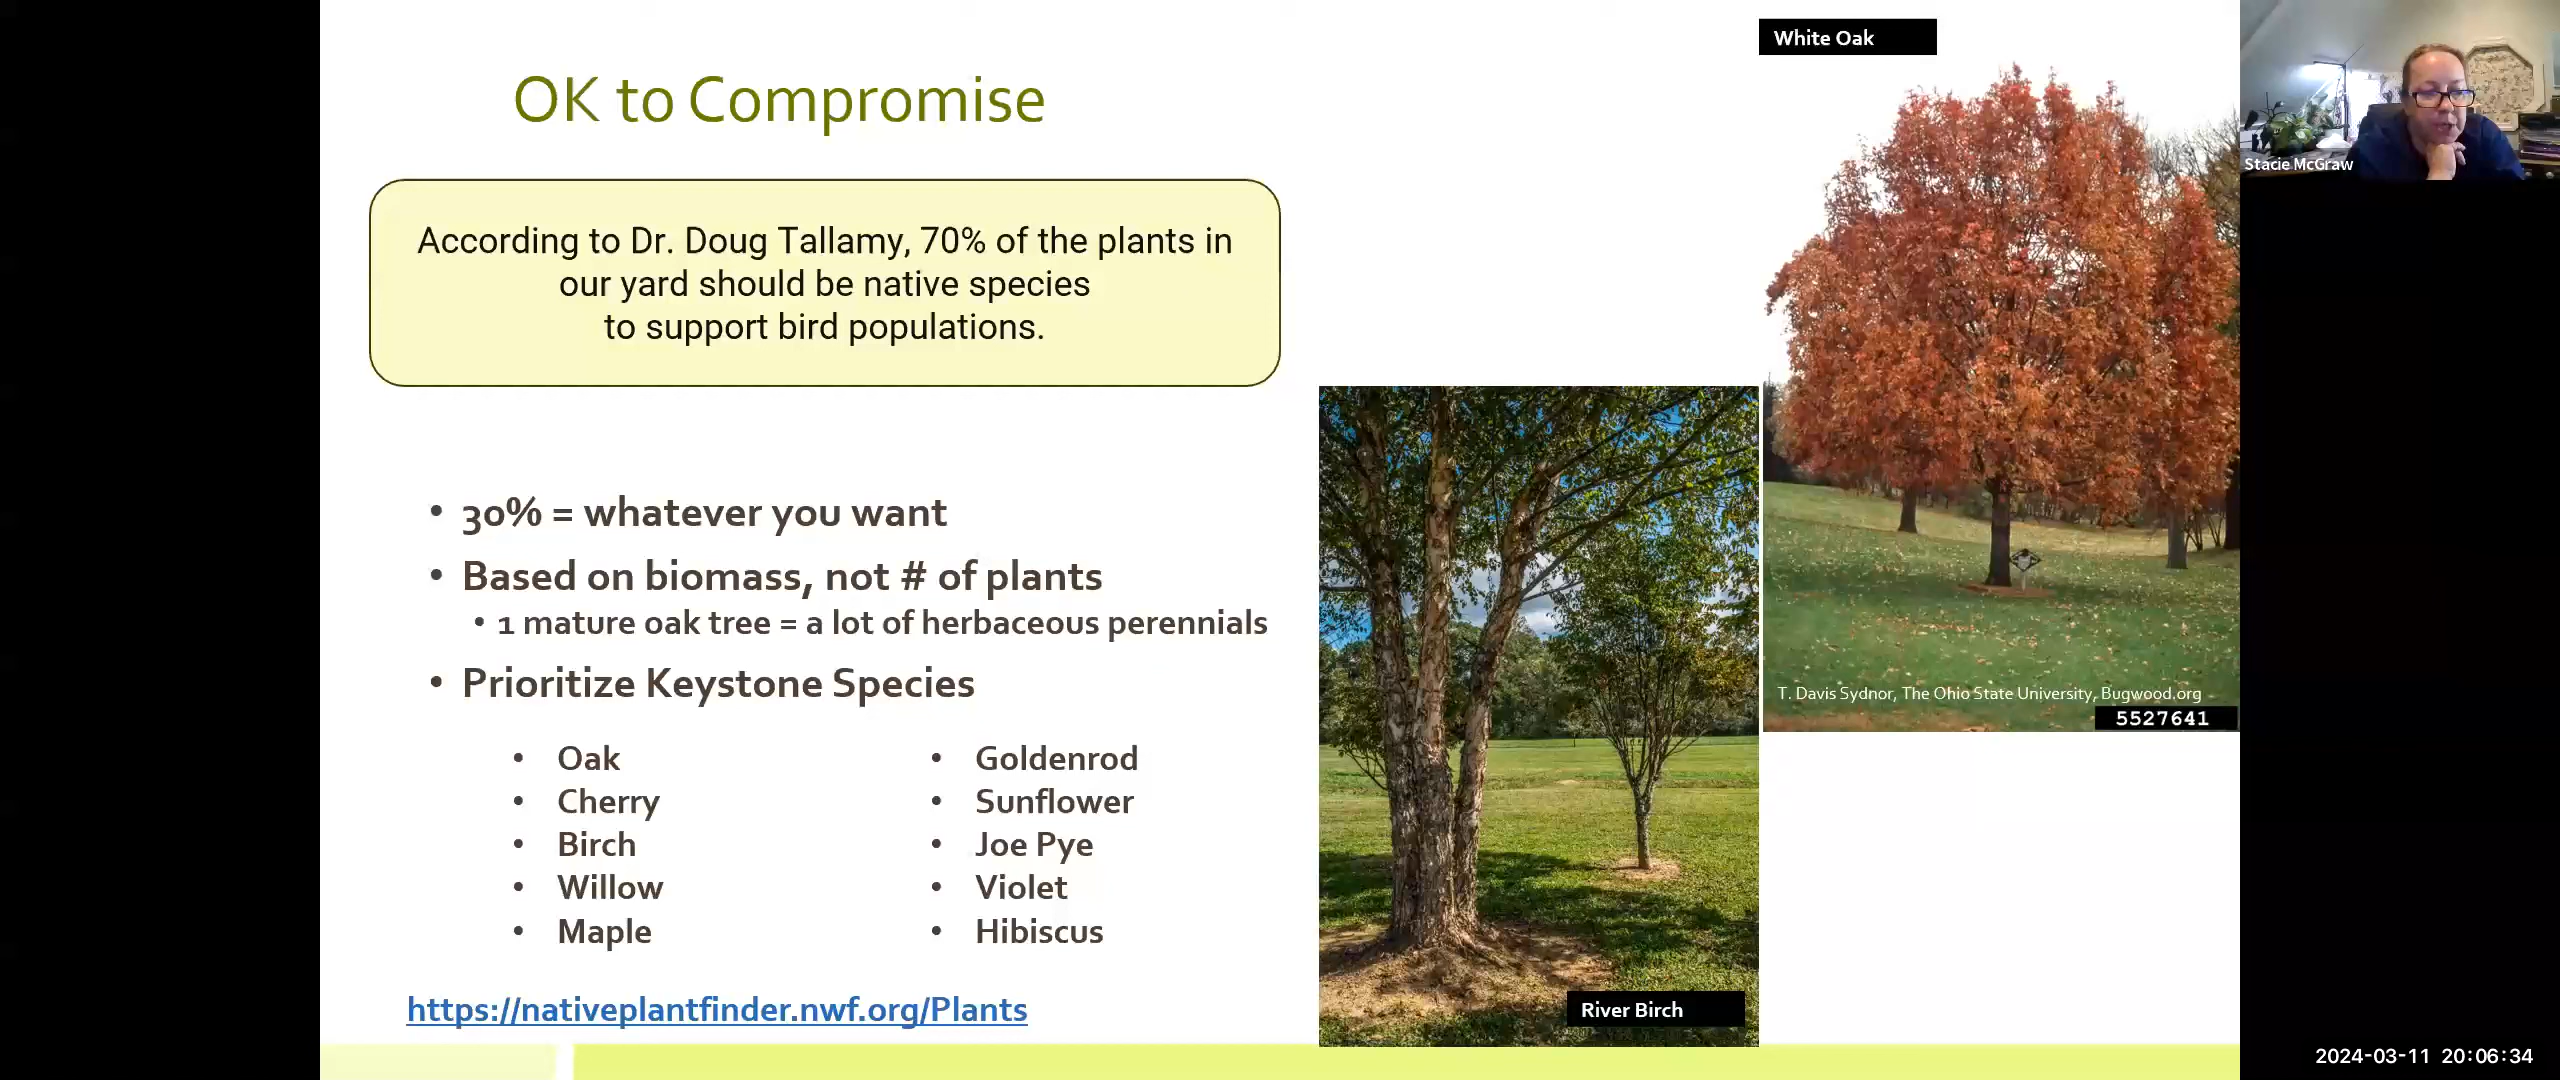 White Oak
OK to Compromise
Stacie McGraw
According to Dr. Doug Tallamy, 70% of the plants in
our yard should be native species
to support bird populations.
• 30% = whatever you want
• Based on biomass, not # of plants
• 1 mature oak tree = a lot of herbaceous perennials
• Prioritize Keystone Species
• Oak
• Cherry
• Birch
• Willow
• Maple
• Goldenrod
• Sunflower
• Joe Pye
• Violet
• Hibiscus
https://nativeplantfinder.nwf.org/Plants
T. Davis Sydnor, The Ohio State University, Bugwood.org
5527641
River Birch
2024-03-11 20:06:34